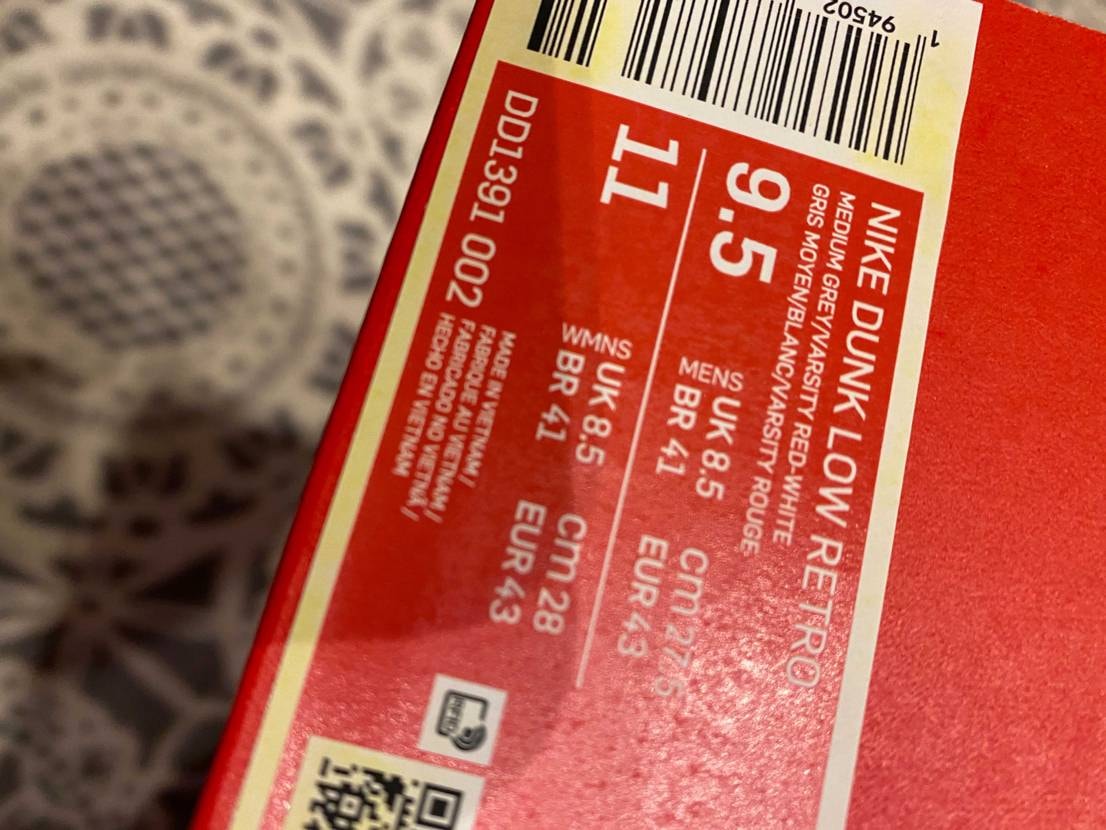 NIKE DUNK LOW RETRO
MEDIUM GREY/VARSITY RED-WHITE
GRIS MOYEN/BLANC/VARSITY ROUGE
9.5
MENS
UK 8.5
cm 27.5
BR 41
EUR 43
11
WMNS
UK 8.5
cm 28
BR 41
EUR 43
DD1391 002
MADE IN VIETNAM/
FABRIQUE AU VIETNAM/
FABRICADO NO VIETNÃ/
HECHO EN VIETNAM
RFID
1 94502